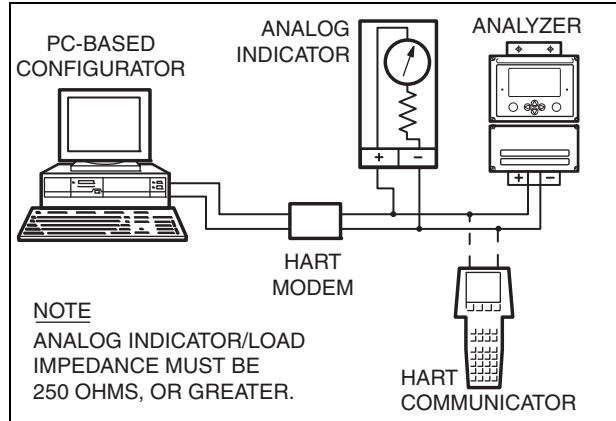 PC-BASED
CONFIGURATOR
ANALOG
INDICATOR
ANALYZER
+ −
+ −
HART
MODEM
NOTE
ANALOG INDICATOR/LOAD
IMPEDANCE MUST BE
250 OHMS, OR GREATER.
HART
COMMUNICATOR